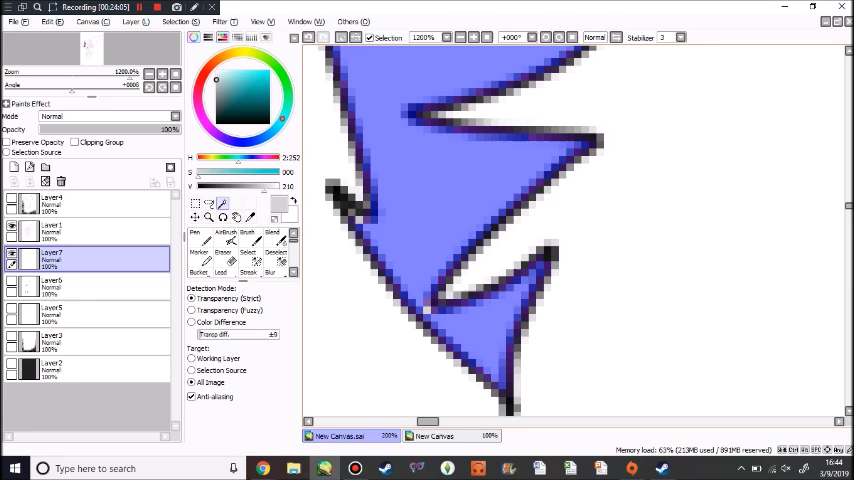 Recording [00:24:05]
File (F) Edit (E) Canvas (C) Layer (L) Selection (S) Filter (T) View (V) Window (W) Others (O)
Selection 1200% +000° Normal Stabilizer 3
Zoom 1200.0%
Angle +000θ
Paints Effect
Mode Normal
Opacity 100%
Preserve Opacity Clipping Group
Selection Source
Layer4
Normal
100%
Layer1
Normal
100%
Layer7
Normal
100%
Layer6
Normal
100%
Layer5
Normal
100%
Layer3
Normal
100%
Layer2
Normal
100%
H 2:252
S 000
V 210
Pen AirBrush Brush Blend
Marker Eraser Select Deselect
Bucket Lead Streak Blur
Detection Mode:
Transparency (Strict)
Transparency (Fuzzy)
Color Difference
Transp diff. ±9
Target:
Working Layer
Selection Source
All Image
Anti-aliasing
New Canvas.sai 200% New Canvas 100%
Memory load: 63% (213MB used / 891MB reserved)
Type here to search
16:44
3/9/2019